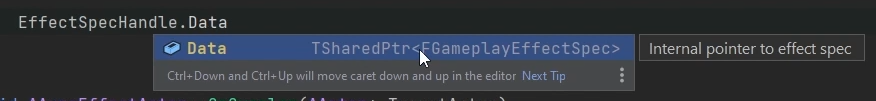 EffectSpecHandle.Data
Data TSharedPtr<FGameplayEffectSpec>
Internal pointer to effect spec
Ctrl+Down and Ctrl+Up will move caret down and up in the editor Next Tip